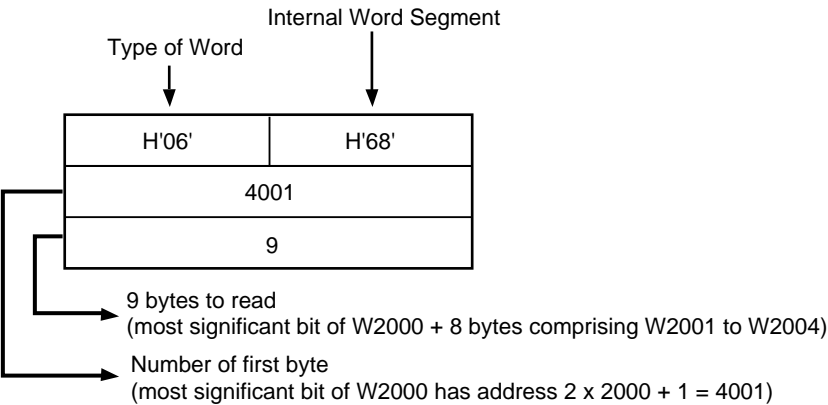 Internal Word Segment
Type of Word
H'06' H'68'
4001
9
9 bytes to read
(most significant bit of W2000 + 8 bytes comprising W2001 to W2004)
Number of first byte
(most significant bit of W2000 has address 2 x 2000 + 1 = 4001)